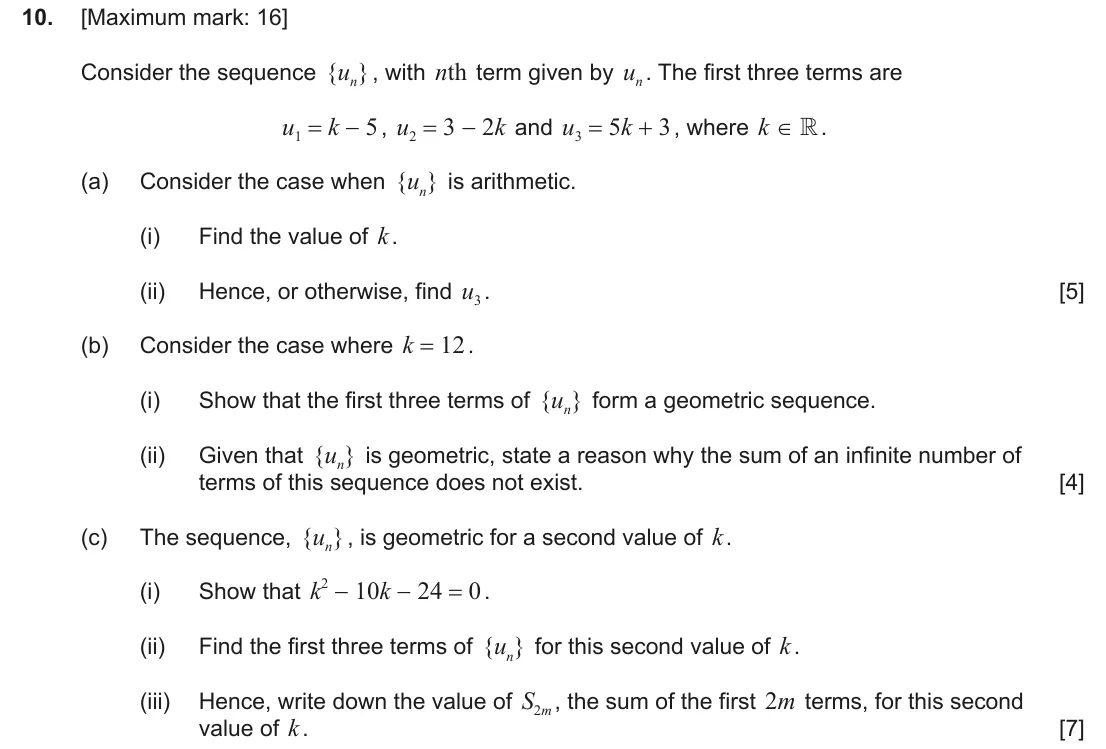 10. [Maximum mark: 16]
Consider the sequence {uₙ}, with nth term given by uₙ. The first three terms are
u₁ = k − 5, u₂ = 3 − 2k and u₃ = 5k + 3, where k ∈ ℝ.
(a) Consider the case when {uₙ} is arithmetic.
(i) Find the value of k.
(ii) Hence, or otherwise, find u₃. [5]
(b) Consider the case where k = 12.
(i) Show that the first three terms of {uₙ} form a geometric sequence.
(ii) Given that {uₙ} is geometric, state a reason why the sum of an infinite number of
terms of this sequence does not exist. [4]
(c) The sequence, {uₙ}, is geometric for a second value of k.
(i) Show that k² − 10k − 24 = 0.
(ii) Find the first three terms of {uₙ} for this second value of k.
(iii) Hence, write down the value of S₂ₘ, the sum of the first 2m terms, for this second
value of k. [7]